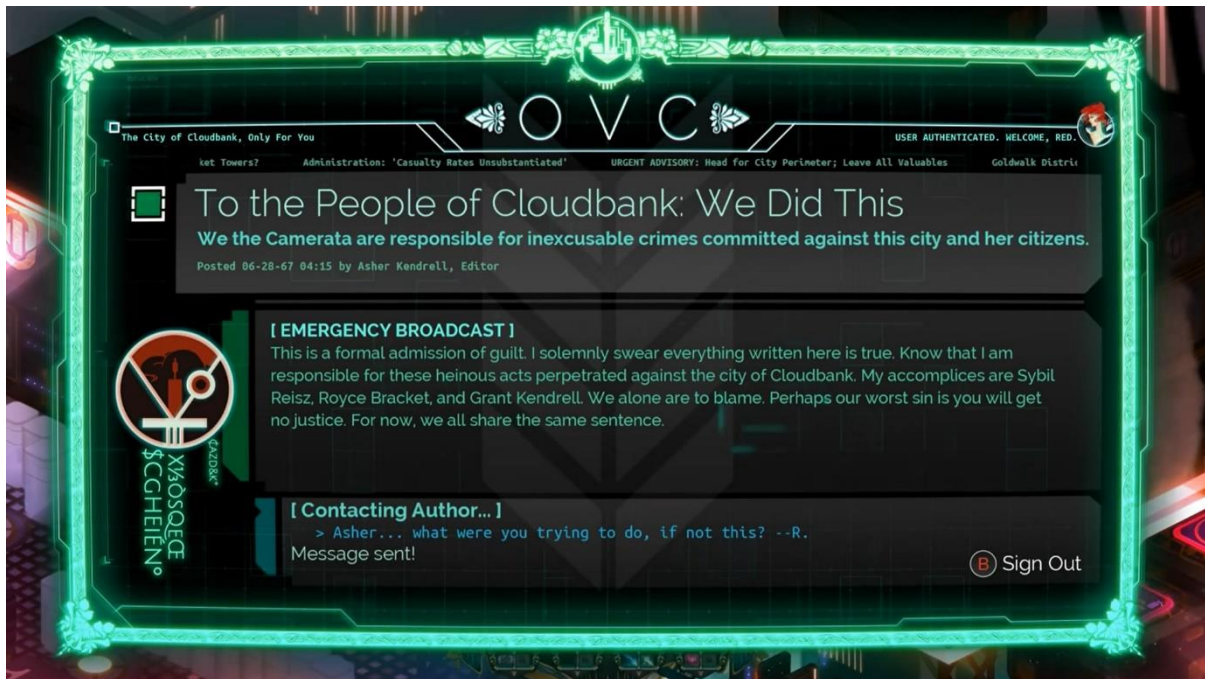 OVC
The City of Cloudbank, Only For You
USER AUTHENTICATED. WELCOME, RED.
ket Towers? Administration: 'Casualty Rates Unsubstantiated' URGENT ADVISORY: Head for City Perimeter; Leave All Valuables Goldwalk Distric
To the People of Cloudbank: We Did This
We the Camerata are responsible for inexcusable crimes committed against this city and her citizens.
Posted 06-28-67 04:15 by Asher Kendrell, Editor
[ EMERGENCY BROADCAST ]
This is a formal admission of guilt. I solemnly swear everything written here is true. Know that I am
responsible for these heinous acts perpetrated against the city of Cloudbank. My accomplices are Sybil
Reisz, Royce Bracket, and Grant Kendrell. We alone are to blame. Perhaps our worst sin is you will get
no justice. For now, we all share the same sentence.
[ Contacting Author... ]
> Asher... what were you trying to do, if not this? --R.
Message sent!
B Sign Out